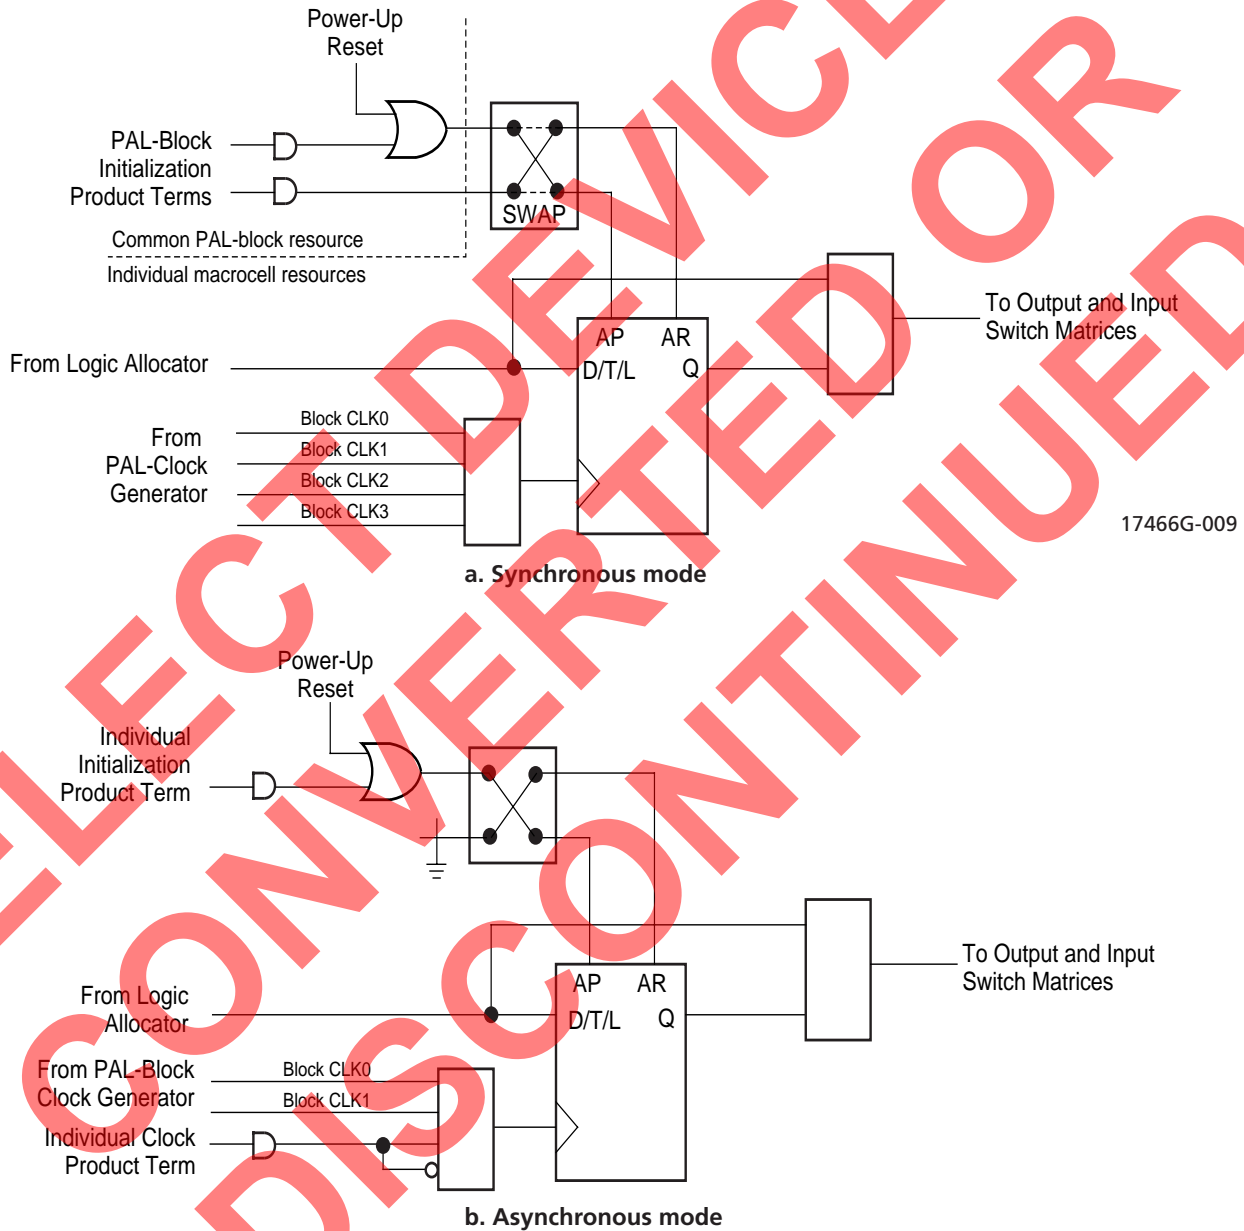 Power-Up
Reset
PAL-Block
Initialization
Product Terms
SWAP
Common PAL-block resource
Individual macrocell resources
To Output and Input
Switch Matrices
AP AR
From Logic Allocator
D/T/L Q
From
PAL-Clock
Generator
Block CLK0
Block CLK1
Block CLK2
Block CLK3
17466G-009
a. Synchronous mode
Power-Up
Reset
Individual
Initialization
Product Term
To Output and Input
Switch Matrices
AP AR
From Logic
Allocator
D/T/L Q
From PAL-Block
Clock Generator
Block CLK0
Block CLK1
Individual Clock
Product Term
b. Asynchronous mode
ELECT DEVICE
CONVERTED OR
DISCONTINUED